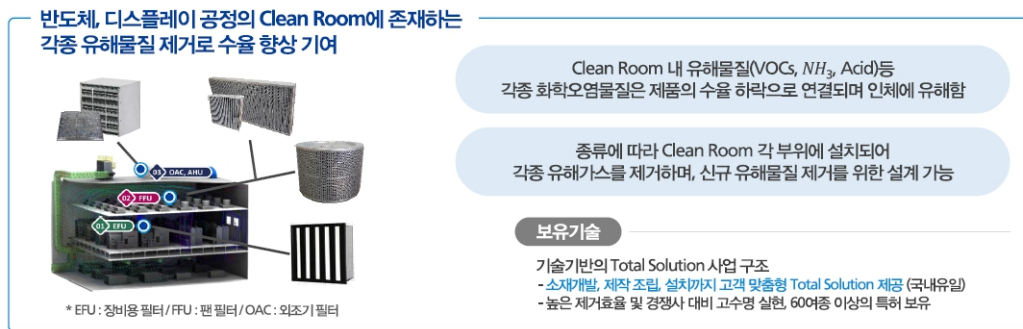 반도체, 디스플레이 공정의 Clean Room에 존재하는
각종 유해물질 제거로 수율 향상 기여
03 OAC, AHU
02 FFU
01 EFU
* EFU : 장비용 필터 / FFU : 팬 필터 / OAC : 외조기 필터
Clean Room 내 유해물질(VOCs, NH₃, Acid)등
각종 화학오염물질은 제품의 수율 하락으로 연결되며 인체에 유해함
종류에 따라 Clean Room 각 부위에 설치되어
각종 유해가스를 제거하며, 신규 유해물질 제거를 위한 설계 가능
보유기술
기술기반의 Total Solution 사업 구조
- 소재개발, 제작 조립, 설치까지 고객 맞춤형 Total Solution 제공 (국내유일)
- 높은 제거효율 및 경쟁사 대비 고수명 실현, 60여종 이상의 특허 보유